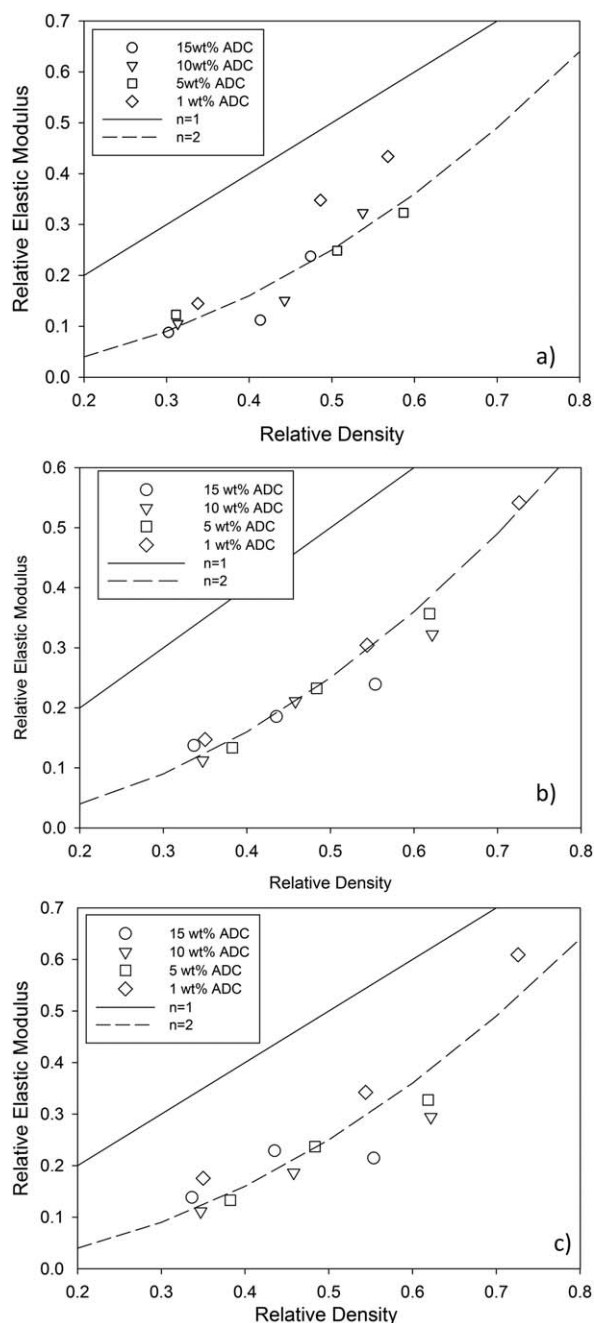 0.7
0.6
0.5
0.4
0.3
0.2
0.1
0.0
Relative Elastic Modulus
15wt% ADC
10wt% ADC
5wt% ADC
1 wt% ADC
n=1
n=2
a)
0.2 0.3 0.4 0.5 0.6 0.7 0.8
Relative Density
0.6
0.5
0.4
0.3
0.2
0.1
0.0
Relative Elastic Modulus
15 wt% ADC
10 wt% ADC
5 wt% ADC
1 wt% ADC
n=1
n=2
b)
0.2 0.3 0.4 0.5 0.6 0.7 0.8
Relative Density
0.7
0.6
0.5
0.4
0.3
0.2
0.1
0.0
Relative Elastic Modulus
15 wt% ADC
10 wt% ADC
5 wt% ADC
1 wt% ADC
n=1
n=2
c)
0.2 0.3 0.4 0.5 0.6 0.7 0.8
Relative Density